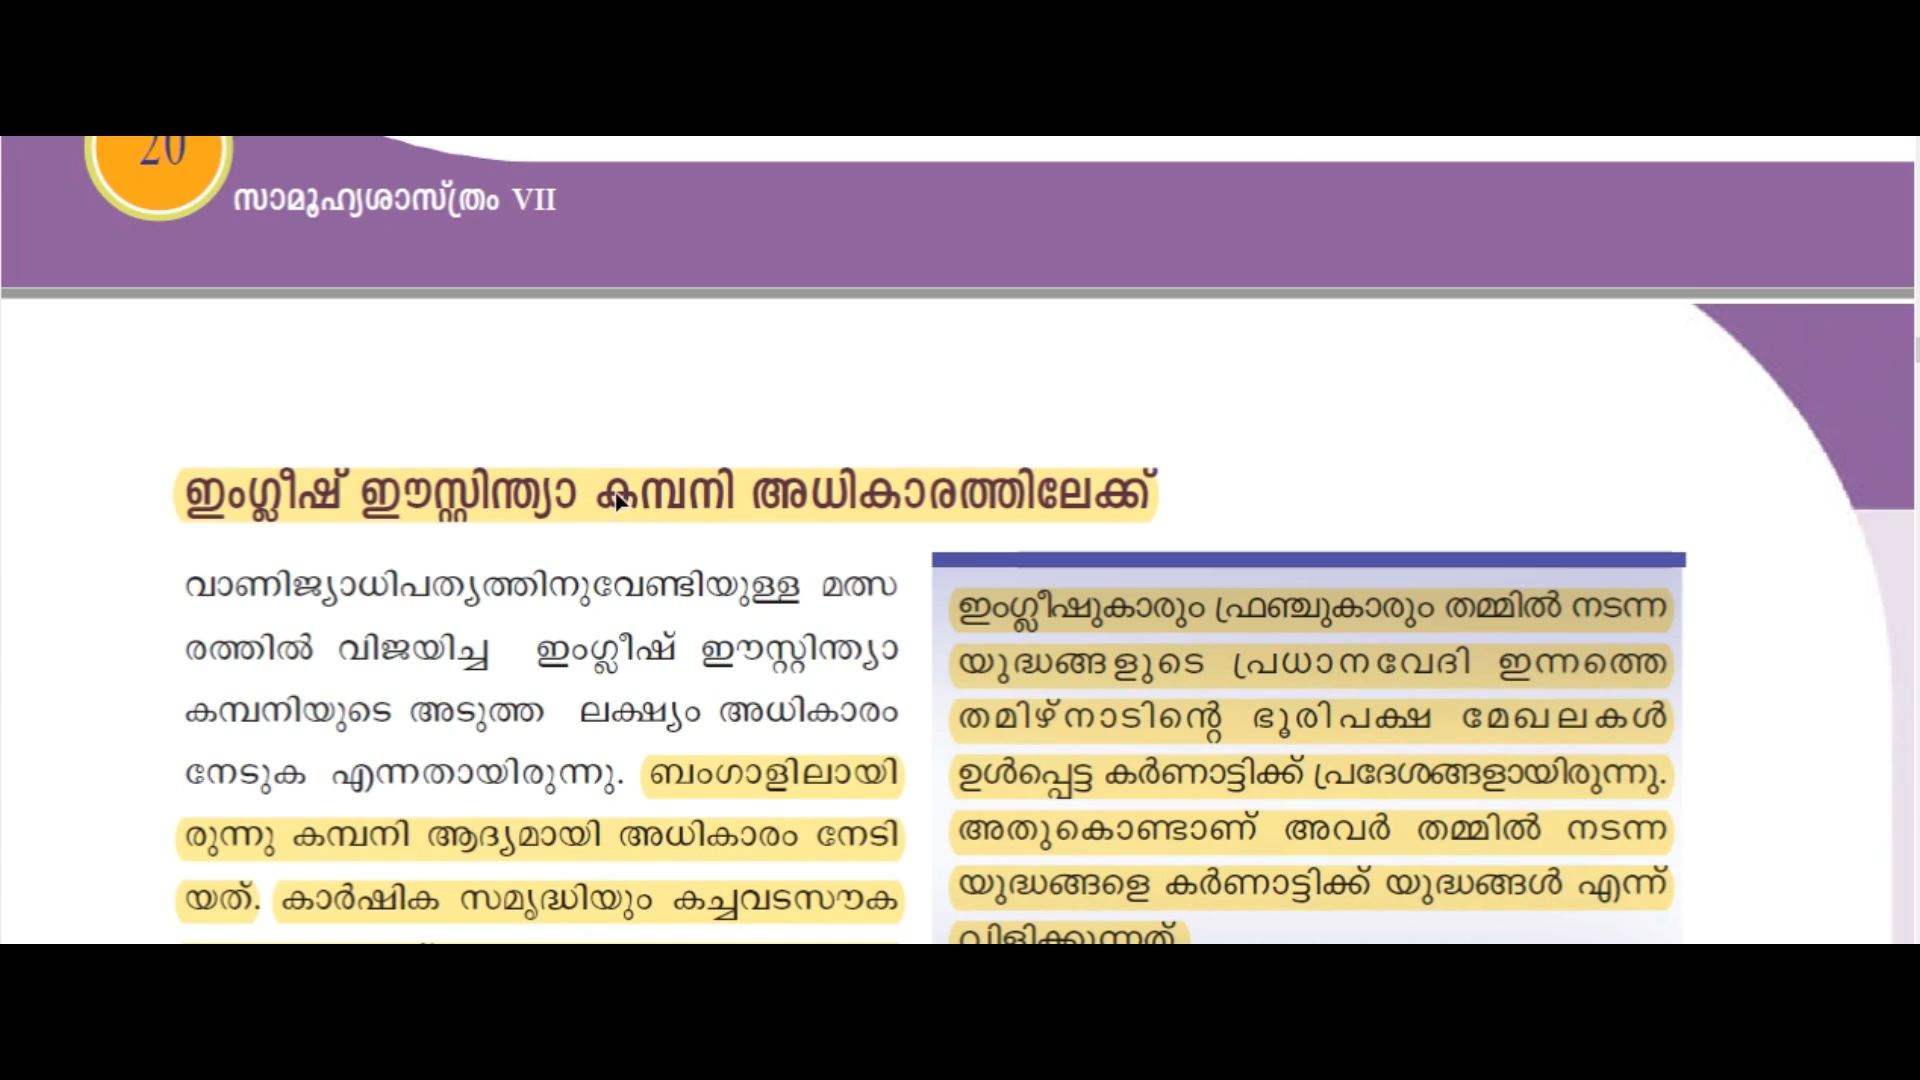 20
സാമൂഹ്യശാസ്ത്രം VII
ഇംഗ്ലീഷ് ഈസ്റ്റിന്ത്യാ കമ്പനി അധികാരത്തിലേക്ക്
വാണിജ്യാധിപത്യത്തിനുവേണ്ടിയുള്ള മത്സ
രത്തിൽ വിജയിച്ച ഇംഗ്ലീഷ് ഈസ്റ്റിന്ത്യാ
കമ്പനിയുടെ അടുത്ത ലക്ഷ്യം അധികാരം
നേടുക എന്നതായിരുന്നു. ബംഗാളിലായി
രുന്നു കമ്പനി ആദ്യമായി അധികാരം നേടി
യത്. കാർഷിക സമൃദ്ധിയും കച്ചവടസൗക
ഇംഗ്ലീഷുകാരും ഫ്രഞ്ചുകാരും തമ്മിൽ നടന്ന
യുദ്ധങ്ങളുടെ പ്രധാനവേദി ഇന്നത്തെ
തമിഴ്നാടിന്റെ ഭൂരിപക്ഷ മേഖലകൾ
ഉൾപ്പെട്ട കർണാട്ടിക്ക് പ്രദേശങ്ങളായിരുന്നു.
അതുകൊണ്ടാണ് അവർ തമ്മിൽ നടന്ന
യുദ്ധങ്ങളെ കർണാട്ടിക്ക് യുദ്ധങ്ങൾ എന്ന്
വിളിക്കുന്നത്